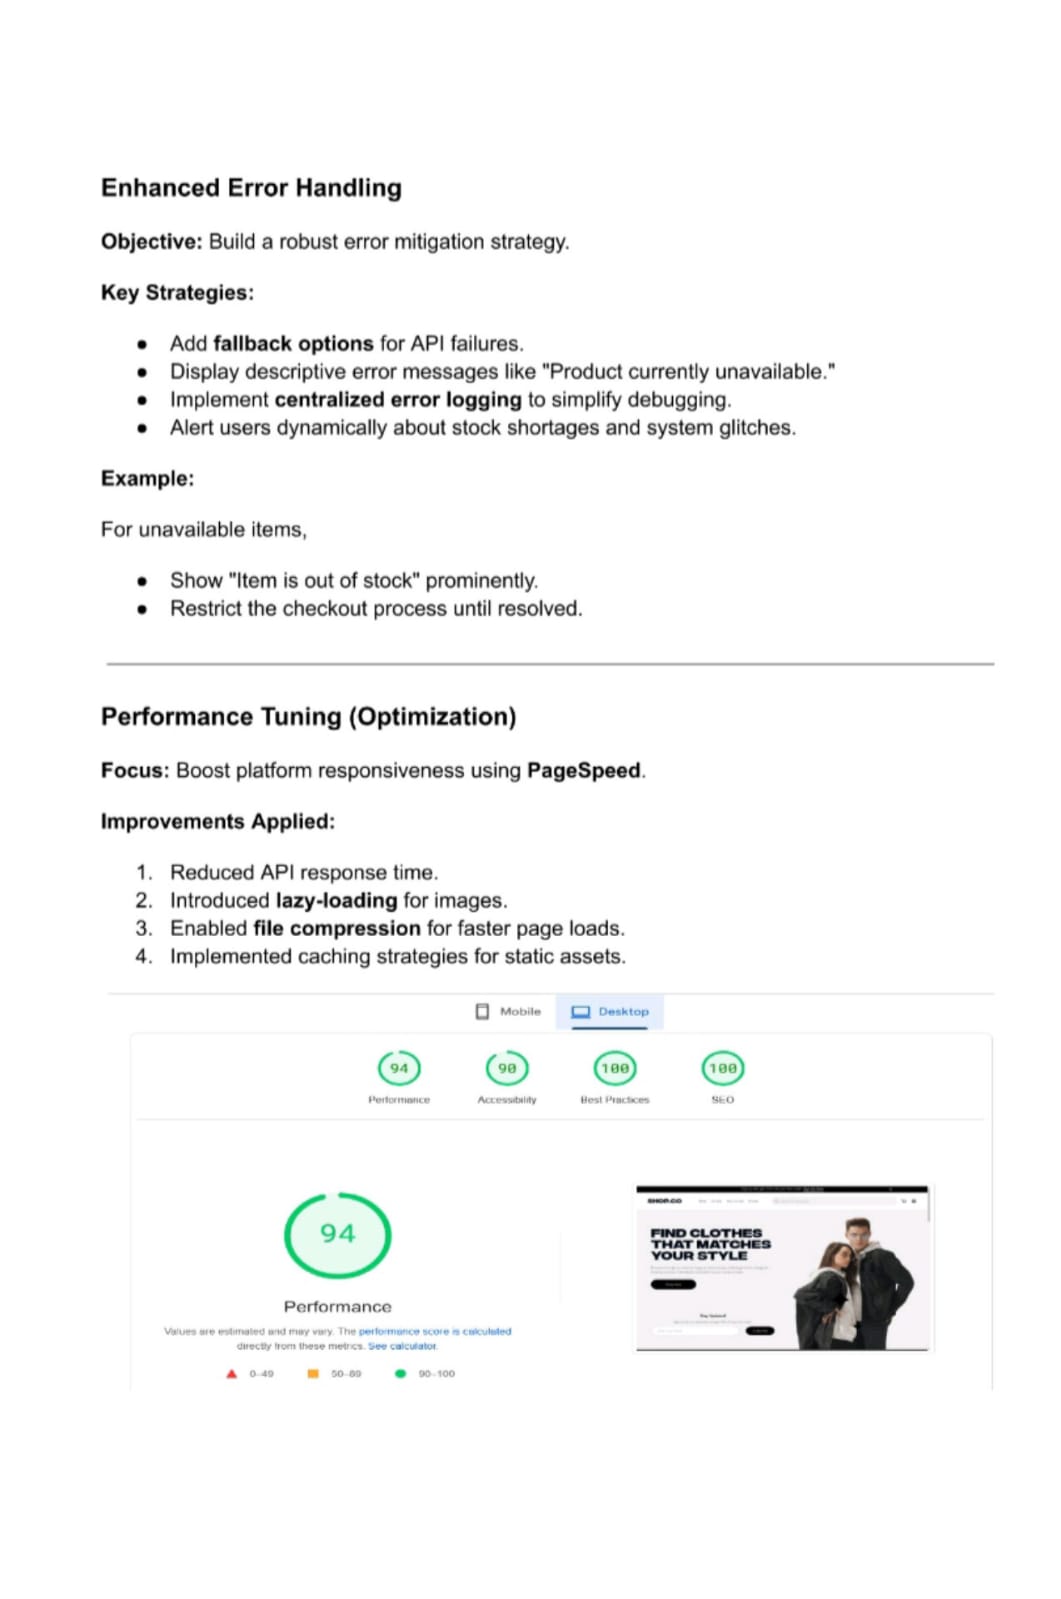 Enhanced Error Handling
Objective: Build a robust error mitigation strategy.
Key Strategies:
● Add fallback options for API failures.
● Display descriptive error messages like "Product currently unavailable."
● Implement centralized error logging to simplify debugging.
● Alert users dynamically about stock shortages and system glitches.
Example:
For unavailable items,
● Show "Item is out of stock" prominently.
● Restrict the checkout process until resolved.
Performance Tuning (Optimization)
Focus: Boost platform responsiveness using PageSpeed.
Improvements Applied:
1. Reduced API response time.
2. Introduced lazy-loading for images.
3. Enabled file compression for faster page loads.
4. Implemented caching strategies for static assets.
Mobile Desktop
94 90 100 100
Performance Accessibility Best Practices SEO
94
Performance
Values are estimated and may vary. The performance score is calculated
directly from these metrics. See calculator.
0–49 50–89 90–100
SHOP.CO
FIND CLOTHES
THAT MATCHES
YOUR STYLE